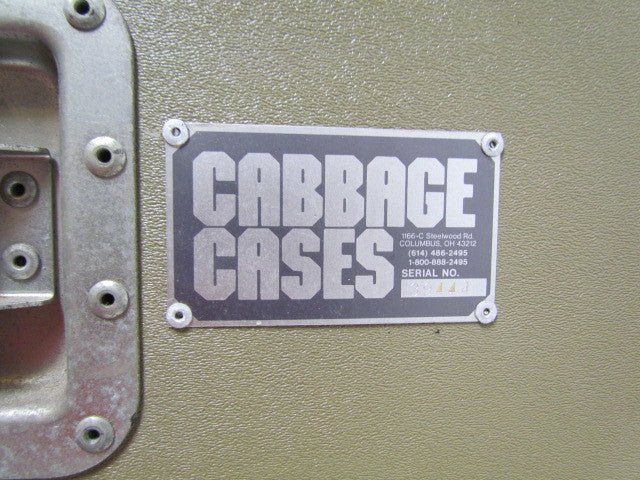 CABBAGE
CASES
1166-C Steelwood Rd.
COLUMBUS, OH 43212
(614) 486-2495
1-800-888-2495
SERIAL NO.